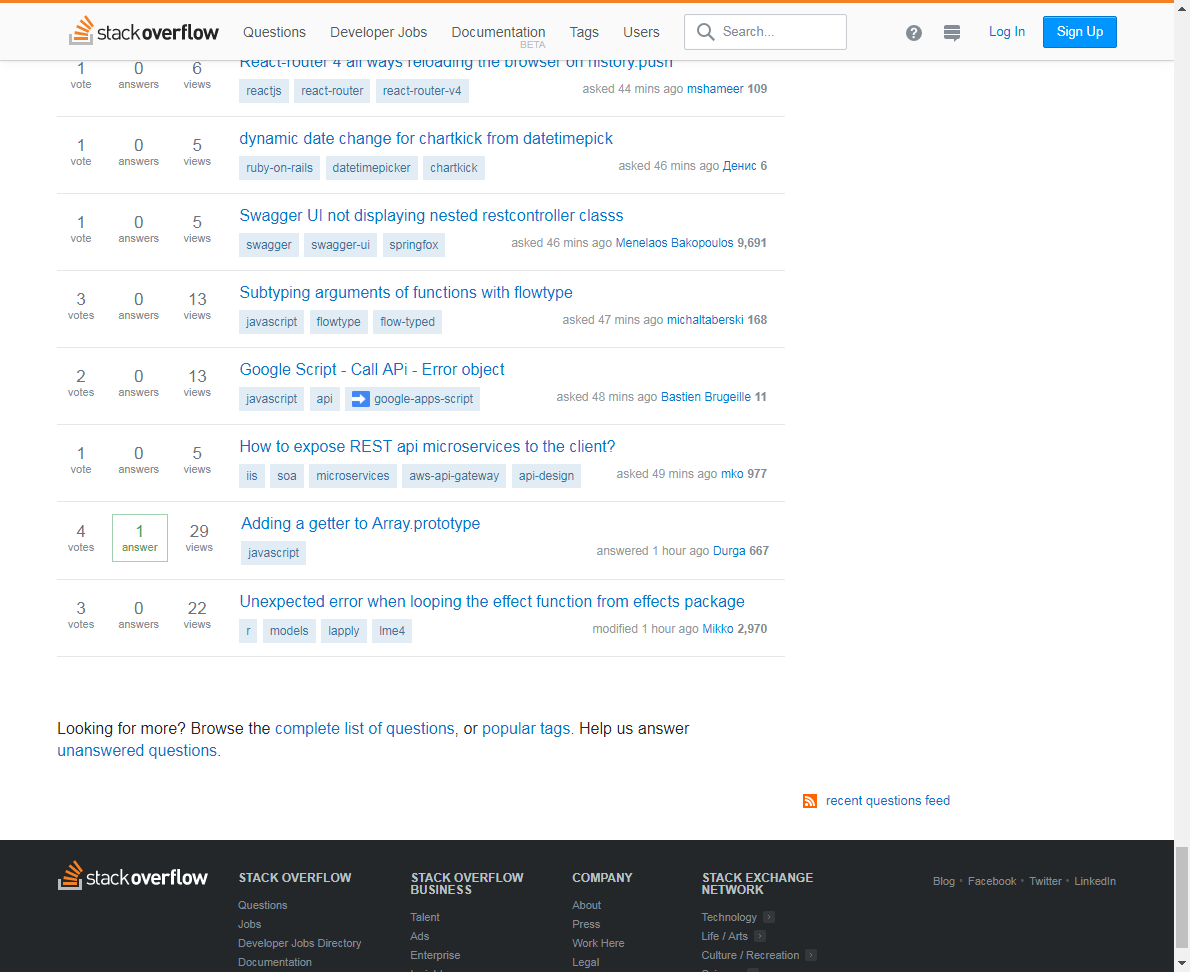 stackoverflow Questions Developer Jobs Documentation BETA Tags Users Search... Log In Sign Up
React-router 4 all ways reloading the browser on history.push
1 vote 0 answers 6 views
reactjs react-router react-router-v4 asked 44 mins ago mshameer 109
dynamic date change for chartkick from datetimepick
1 vote 0 answers 5 views
ruby-on-rails datetimepicker chartkick asked 46 mins ago Денис 6
Swagger UI not displaying nested restcontroller classs
1 vote 0 answers 5 views
swagger swagger-ui springfox asked 46 mins ago Menelaos Bakopoulos 9,691
Subtyping arguments of functions with flowtype
3 votes 0 answers 13 views
javascript flowtype flow-typed asked 47 mins ago michaltaberski 168
Google Script - Call APi - Error object
2 votes 0 answers 13 views
javascript api google-apps-script asked 48 mins ago Bastien Brugeille 11
How to expose REST api microservices to the client?
1 vote 0 answers 5 views
iis soa microservices aws-api-gateway api-design asked 49 mins ago mko 977
Adding a getter to Array.prototype
4 votes 1 answer 29 views
javascript answered 1 hour ago Durga 667
Unexpected error when looping the effect function from effects package
3 votes 0 answers 22 views
r models lapply lme4 modified 1 hour ago Mikko 2,970
Looking for more? Browse the complete list of questions, or popular tags. Help us answer
unanswered questions.
recent questions feed
stackoverflow
STACK OVERFLOW
Questions
Jobs
Developer Jobs Directory
Documentation
STACK OVERFLOW
BUSINESS
Talent
Ads
Enterprise
COMPANY
About
Press
Work Here
Legal
STACK EXCHANGE
NETWORK
Technology
Life / Arts
Culture / Recreation
Blog • Facebook • Twitter • LinkedIn